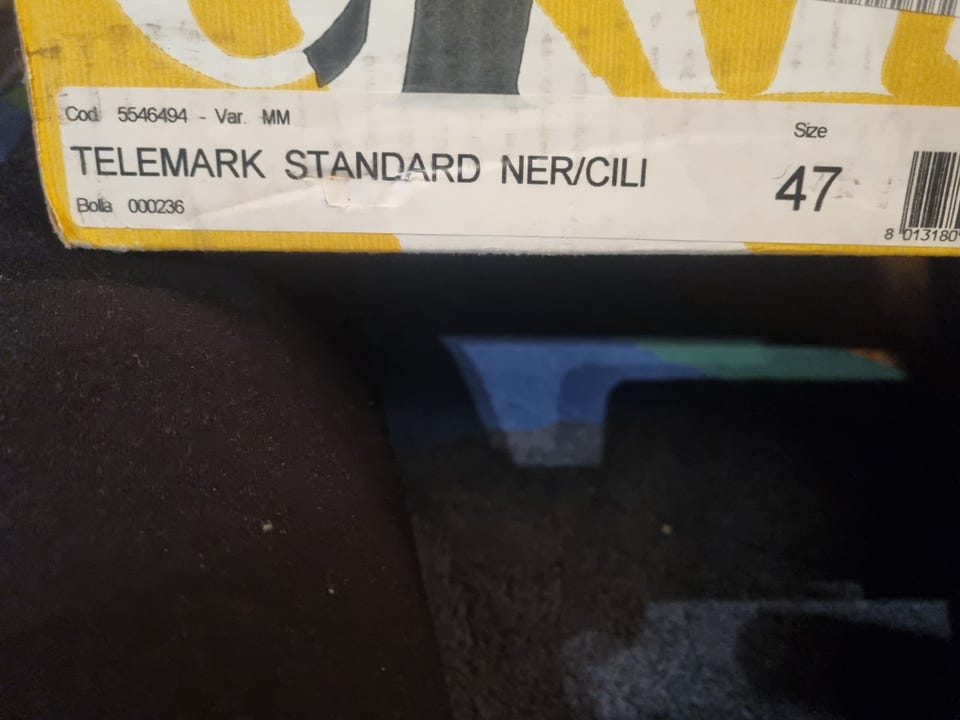 Cod 5546494 - Var. MM
Size
TELEMARK STANDARD NER/CILI
47
Bolla 000236
8 013180